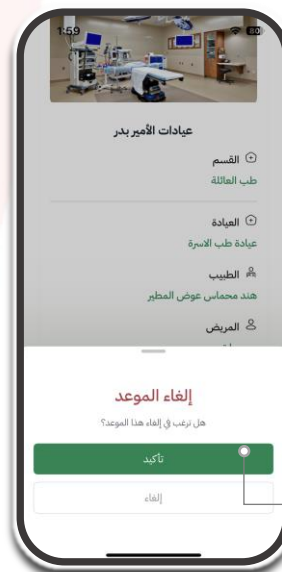 1:59
80
عيادات الأمير بدر
القسم
طب العائلة
العيادة
عيادة طب الاسرة
الطبيب
هند محماس عوض المطير
المريض
إلغاء الموعد
هل ترغب في إلغاء هذا الموعد؟
تأكيد
إلغاء